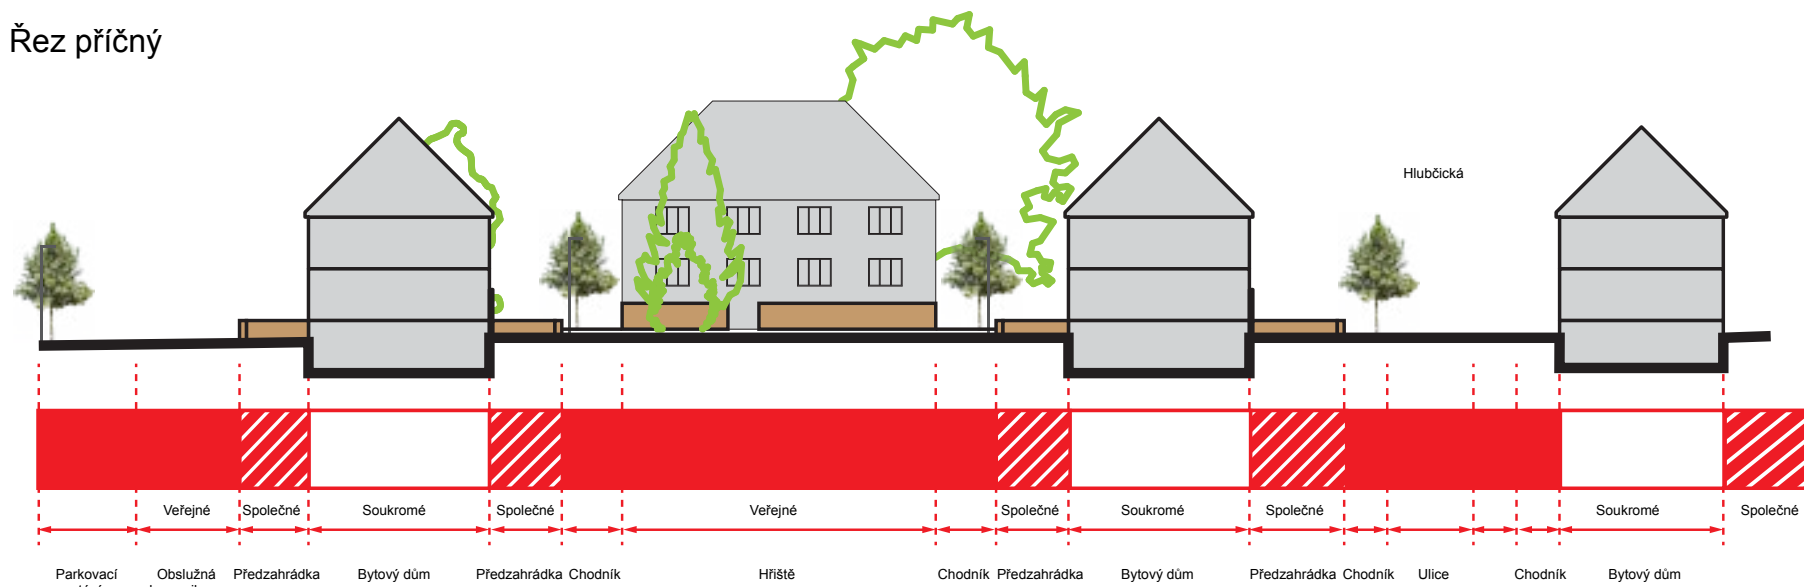 Řez příčný
Hlubčická
Veřejné Společné Soukromé Společné Veřejné Společné Soukromé Společné Soukromé Společné
Parkovací Obslužná Předzahrádka Bytový dům Předzahrádka Chodník Hřiště Chodník Předzahrádka Bytový dům Předzahrádka Chodník Ulice Chodník Bytový dům